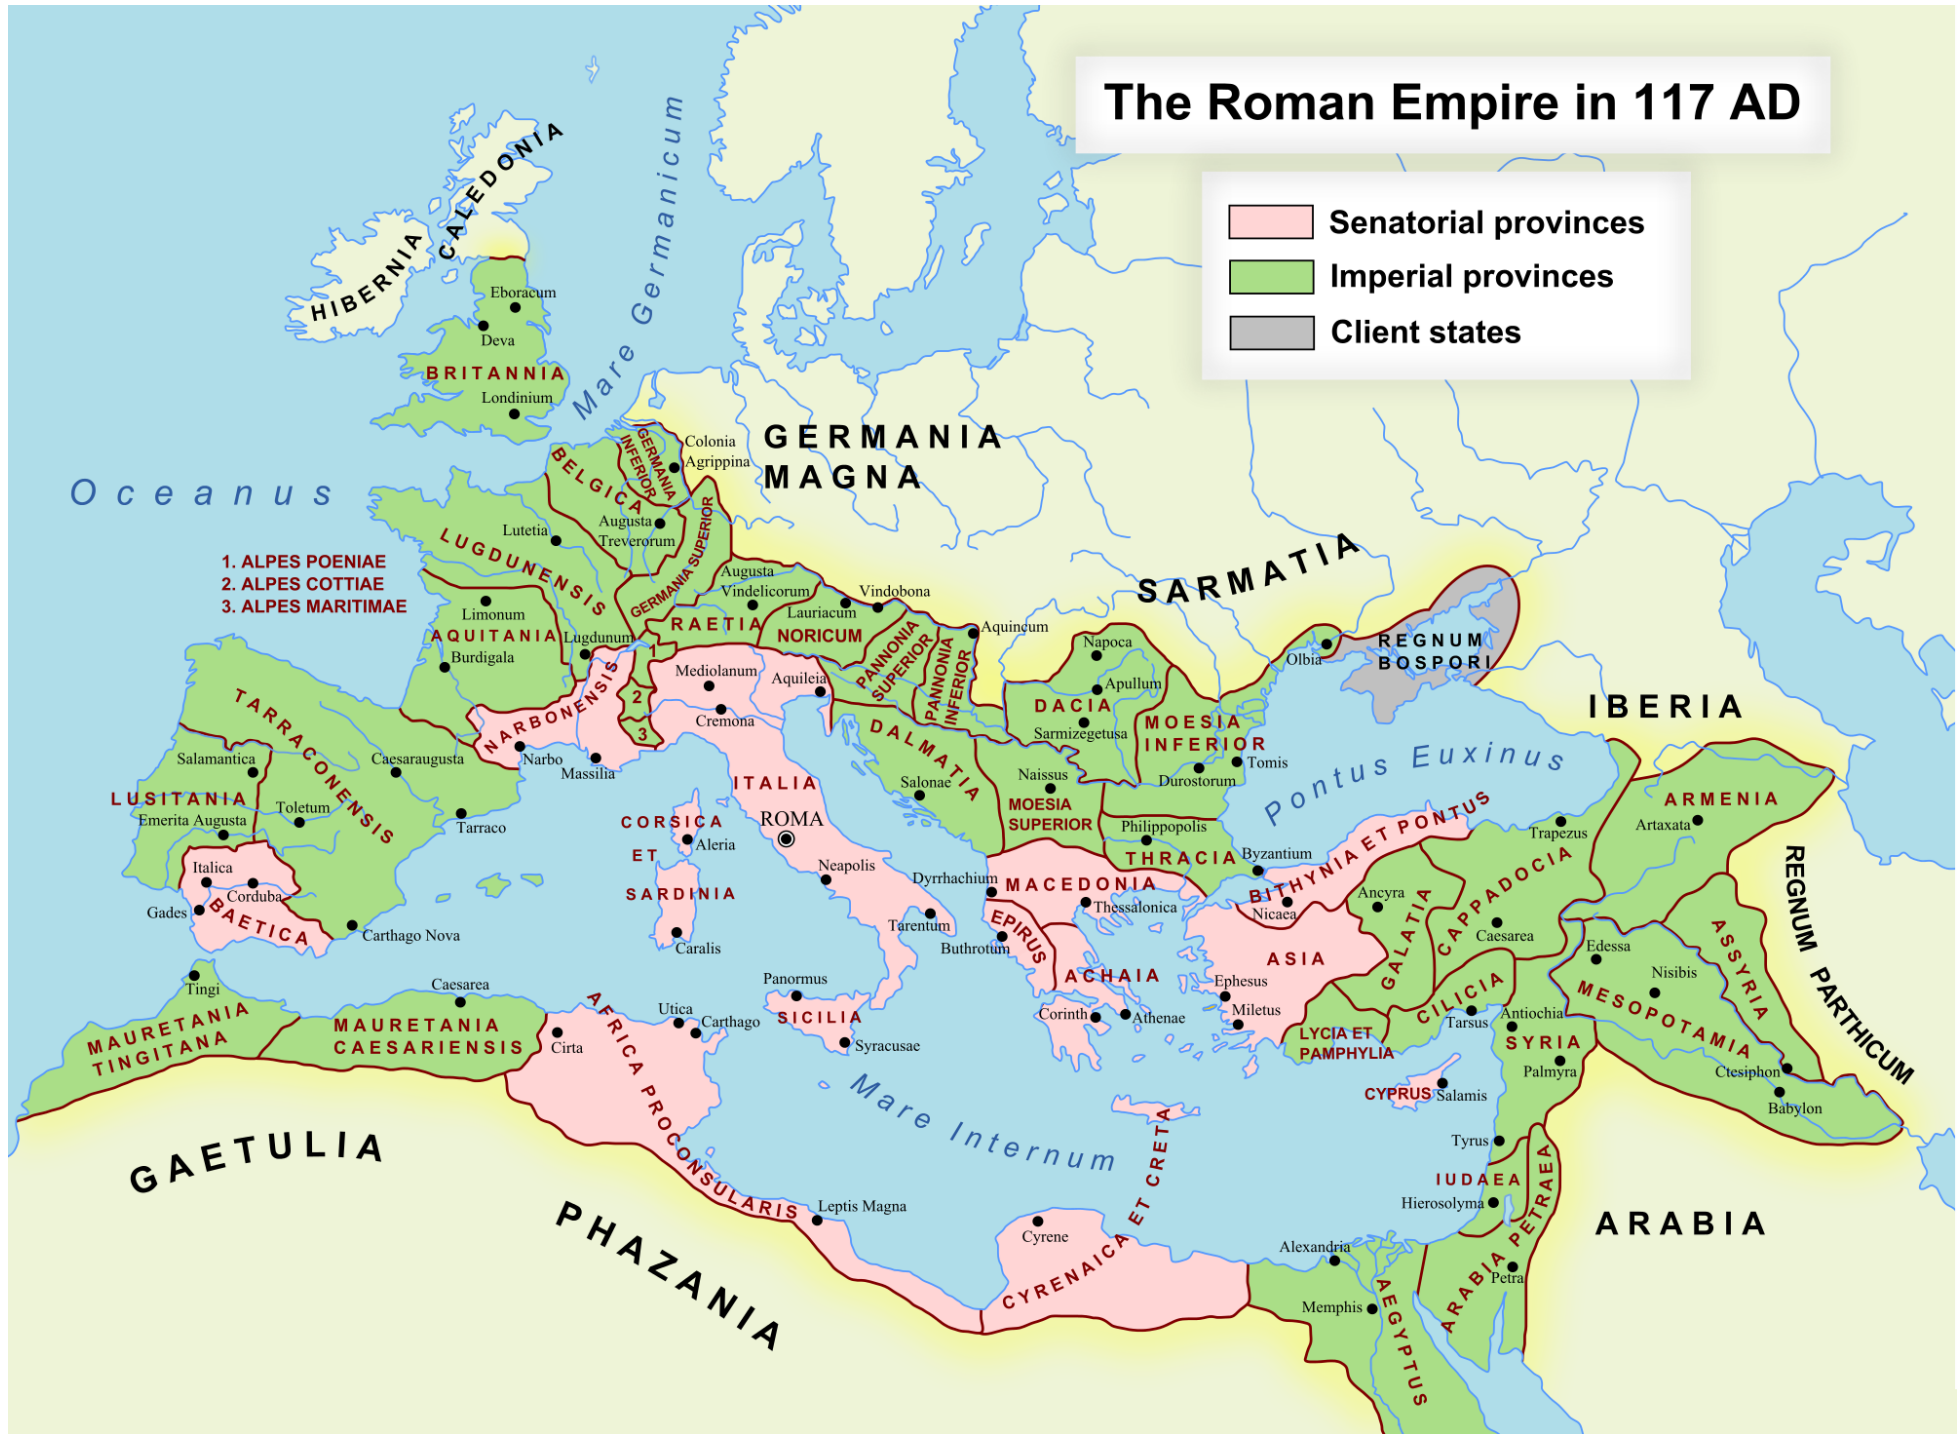 The Roman Empire in 117 AD
Senatorial provinces
Imperial provinces
Client states
CALEDONIA
HIBERNIA
Mare Germanicum
Oceanus
Eboracum
Deva
BRITANNIA
Londinium
GERMANIA
MAGNA
Colonia
Agrippina
GERMANIA
INFERIOR
BELGICA
Augusta
Treverorum
GERMANIA SUPERIOR
Lutetia
LUGDUNENSIS
1. ALPES POENIAE
2. ALPES COTTIAE
3. ALPES MARITIMAE
Limonum
AQUITANIA
Burdigala
Lugdunum
NARBONENSIS
Narbo
Massilia
1
2
3
Augusta
Vindelicorum
RAETIA
Lauriacum
NORICUM
Vindobona
PANNONIA
SUPERIOR
PANNONIA
INFERIOR
Aquincum
SARMATIA
Napoca
Apullum
DACIA
Sarmizegetusa
MOESIA
INFERIOR
Durostorum
Tomis
Olbia
REGNUM
BOSPORI
IBERIA
Pontus Euxinus
Mediolanum
Cremona
Aquileia
ITALIA
ROMA
Neapolis
Tarentum
DALMATIA
Salonae
Naissus
MOESIA
SUPERIOR
Philippopolis
THRACIA
Byzantium
Dyrrhachium
MACEDONIA
Thessalonica
EPIRUS
Buthrotum
ACHAIA
Corinth
Athenae
TARRACONENSIS
Salamantica
Caesaraugusta
LUSITANIA
Toletum
Emerita Augusta
Tarraco
Italica
Corduba
Gades
BAETICA
Carthago Nova
CORSICA
ET
SARDINIA
Aleria
Caralis
Panormus
SICILIA
Syracusae
Tingi
MAURETANIA
TINGITANA
Caesarea
MAURETANIA
CAESARIENSIS
Cirta
Utica
Carthago
AFRICA PROCONSULARIS
Leptis Magna
GAETULIA
PHAZANIA
Mare Internum
Cyrene
CYRENAICA ET CRETA
BITHYNIA ET PONTUS
Nicaea
Ancyra
GALATIA
CAPPADOCIA
Trapezus
Caesarea
ASIA
Ephesus
Miletus
LYCIA ET
PAMPHYLIA
CILICIA
Tarsus
CYPRUS
Salamis
ARMENIA
Artaxata
ASSYRIA
Edessa
Nisibis
MESOPOTAMIA
Ctesiphon
Babylon
REGNUM PARTHICUM
Antiochia
SYRIA
Palmyra
Tyrus
IUDAEA
Hierosolyma
ARABIA PETRAEA
Petra
ARABIA
Alexandria
Memphis
AEGYPTUS